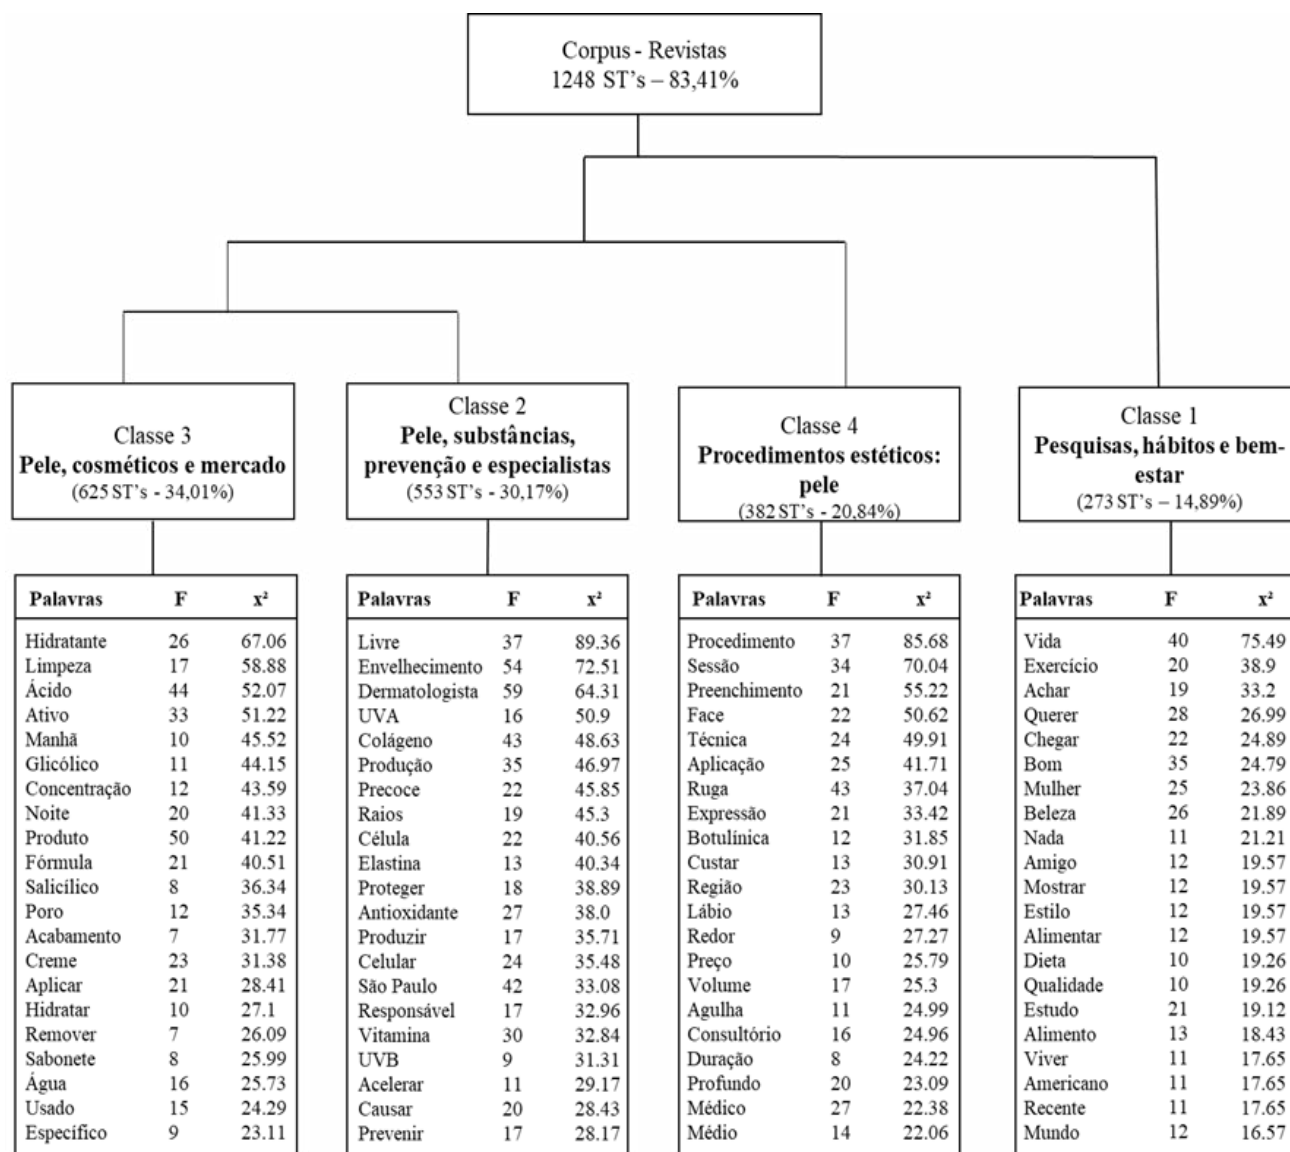 Corpus - Revistas
1248 ST’s – 83,41%
Classe 3
Pele, cosméticos e mercado
(625 ST’s - 34,01%)
Classe 2
Pele, substâncias,
prevenção e especialistas
(553 ST’s - 30,17%)
Classe 4
Procedimentos estéticos:
pele
(382 ST’s - 20,84%)
Classe 1
Pesquisas, hábitos e bem-
estar
(273 ST’s – 14,89%)
Palavras F x²
Hidratante 26 67.06
Limpeza 17 58.88
Ácido 44 52.07
Ativo 33 51.22
Manhã 10 45.52
Glicólico 11 44.15
Concentração 12 43.59
Noite 20 41.33
Produto 50 41.22
Fórmula 21 40.51
Salicílico 8 36.34
Poro 12 35.34
Acabamento 7 31.77
Creme 23 31.38
Aplicar 21 28.41
Hidratar 10 27.1
Remover 7 26.09
Sabonete 8 25.99
Água 16 25.73
Usado 15 24.29
Específico 9 23.11
Palavras F x²
Livre 37 89.36
Envelhecimento 54 72.51
Dermatologista 59 64.31
UVA 16 50.9
Colágeno 43 48.63
Produção 35 46.97
Precoce 22 45.85
Raios 19 45.3
Célula 22 40.56
Elastina 13 40.34
Proteger 18 38.89
Antioxidante 27 38.0
Produzir 17 35.71
Celular 24 35.48
São Paulo 42 33.08
Responsável 17 32.96
Vitamina 30 32.84
UVB 9 31.31
Acelerar 11 29.17
Causar 20 28.43
Prevenir 17 28.17
Palavras F x²
Procedimento 37 85.68
Sessão 34 70.04
Preenchimento 21 55.22
Face 22 50.62
Técnica 24 49.91
Aplicação 25 41.71
Ruga 43 37.04
Expressão 21 33.42
Botulínica 12 31.85
Custar 13 30.91
Região 23 30.13
Lábio 13 27.46
Redor 9 27.27
Preço 10 25.79
Volume 17 25.3
Agulha 11 24.99
Consultório 16 24.96
Duração 8 24.22
Profundo 20 23.09
Médico 27 22.38
Médio 14 22.06
Palavras F x²
Vida 40 75.49
Exercício 20 38.9
Achar 19 33.2
Querer 28 26.99
Chegar 22 24.89
Bom 35 24.79
Mulher 25 23.86
Beleza 26 21.89
Nada 11 21.21
Amigo 12 19.57
Mostrar 12 19.57
Estilo 12 19.57
Alimentar 12 19.57
Dieta 10 19.26
Qualidade 10 19.26
Estudo 21 19.12
Alimento 13 18.43
Viver 11 17.65
Americano 11 17.65
Recente 11 17.65
Mundo 12 16.57